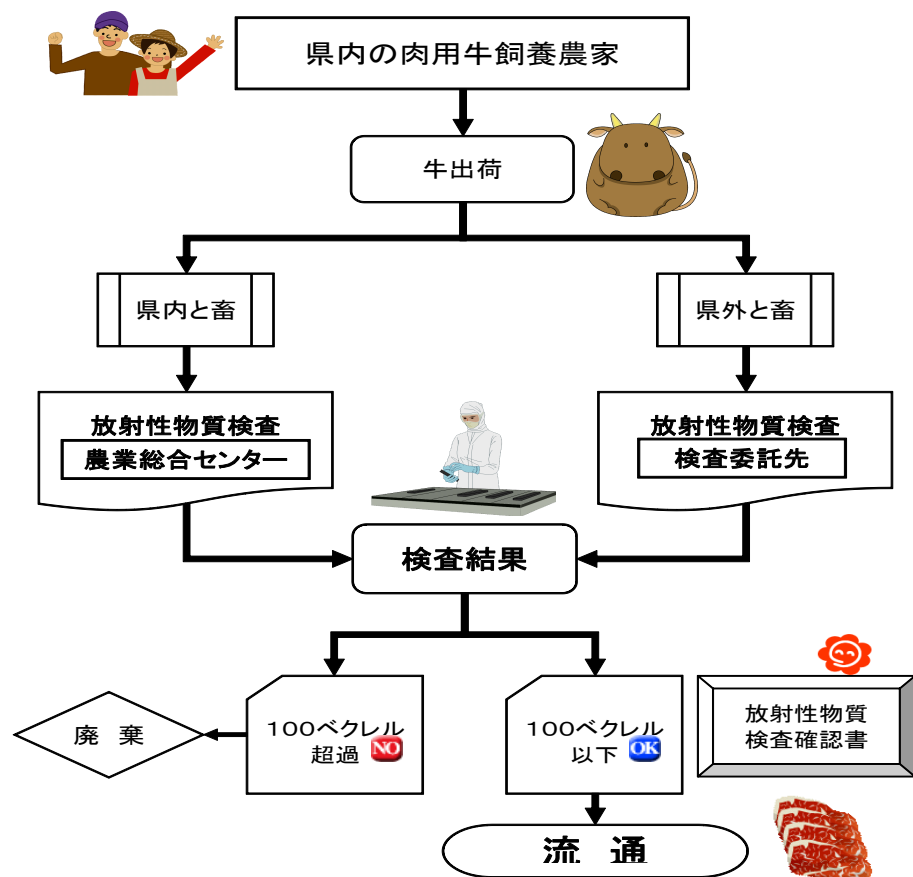 県内の肉用牛飼養農家
牛出荷
県内と畜
県外と畜
放射性物質検査
農業総合センター
放射性物質検査
検査委託先
検査結果
100ベクレル
超過 NO
100ベクレル
以下 OK
放射性物質
検査確認書
廃 棄
流 通